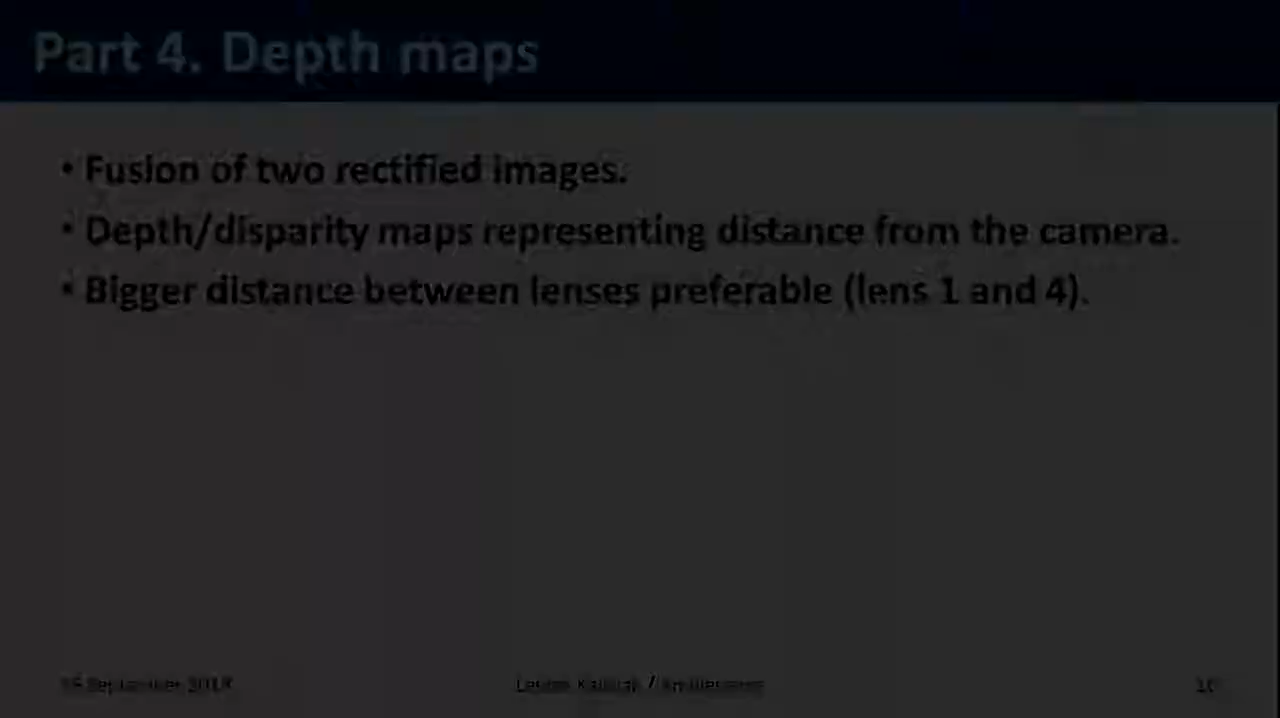 Part 4. Depth maps
• Fusion of two rectified images.
• Depth/disparity maps representing distance from the camera.
• Bigger distance between lenses preferable (lens 1 and 4).
September
/